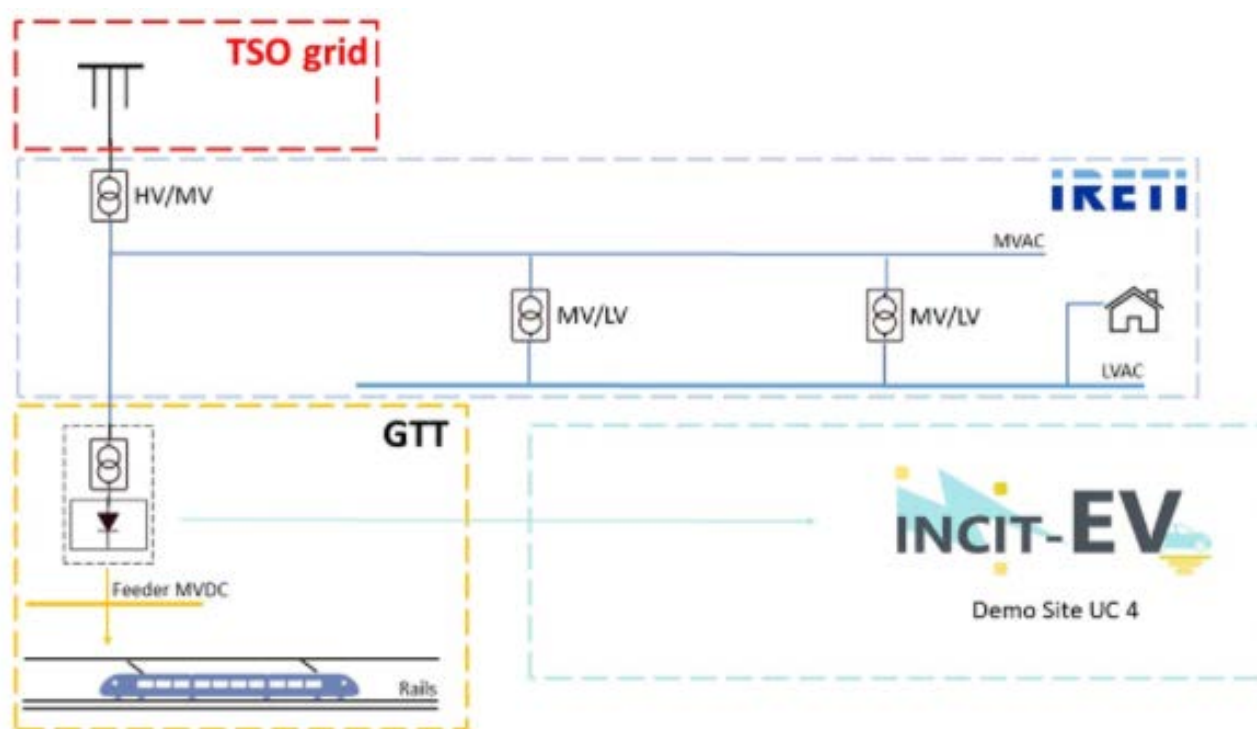 TSO grid
HV/MV
iRETi
MVAC
MV/LV
MV/LV
LVAC
GTT
Feeder MVDC
Rails
INCIT-EV
Demo Site UC 4